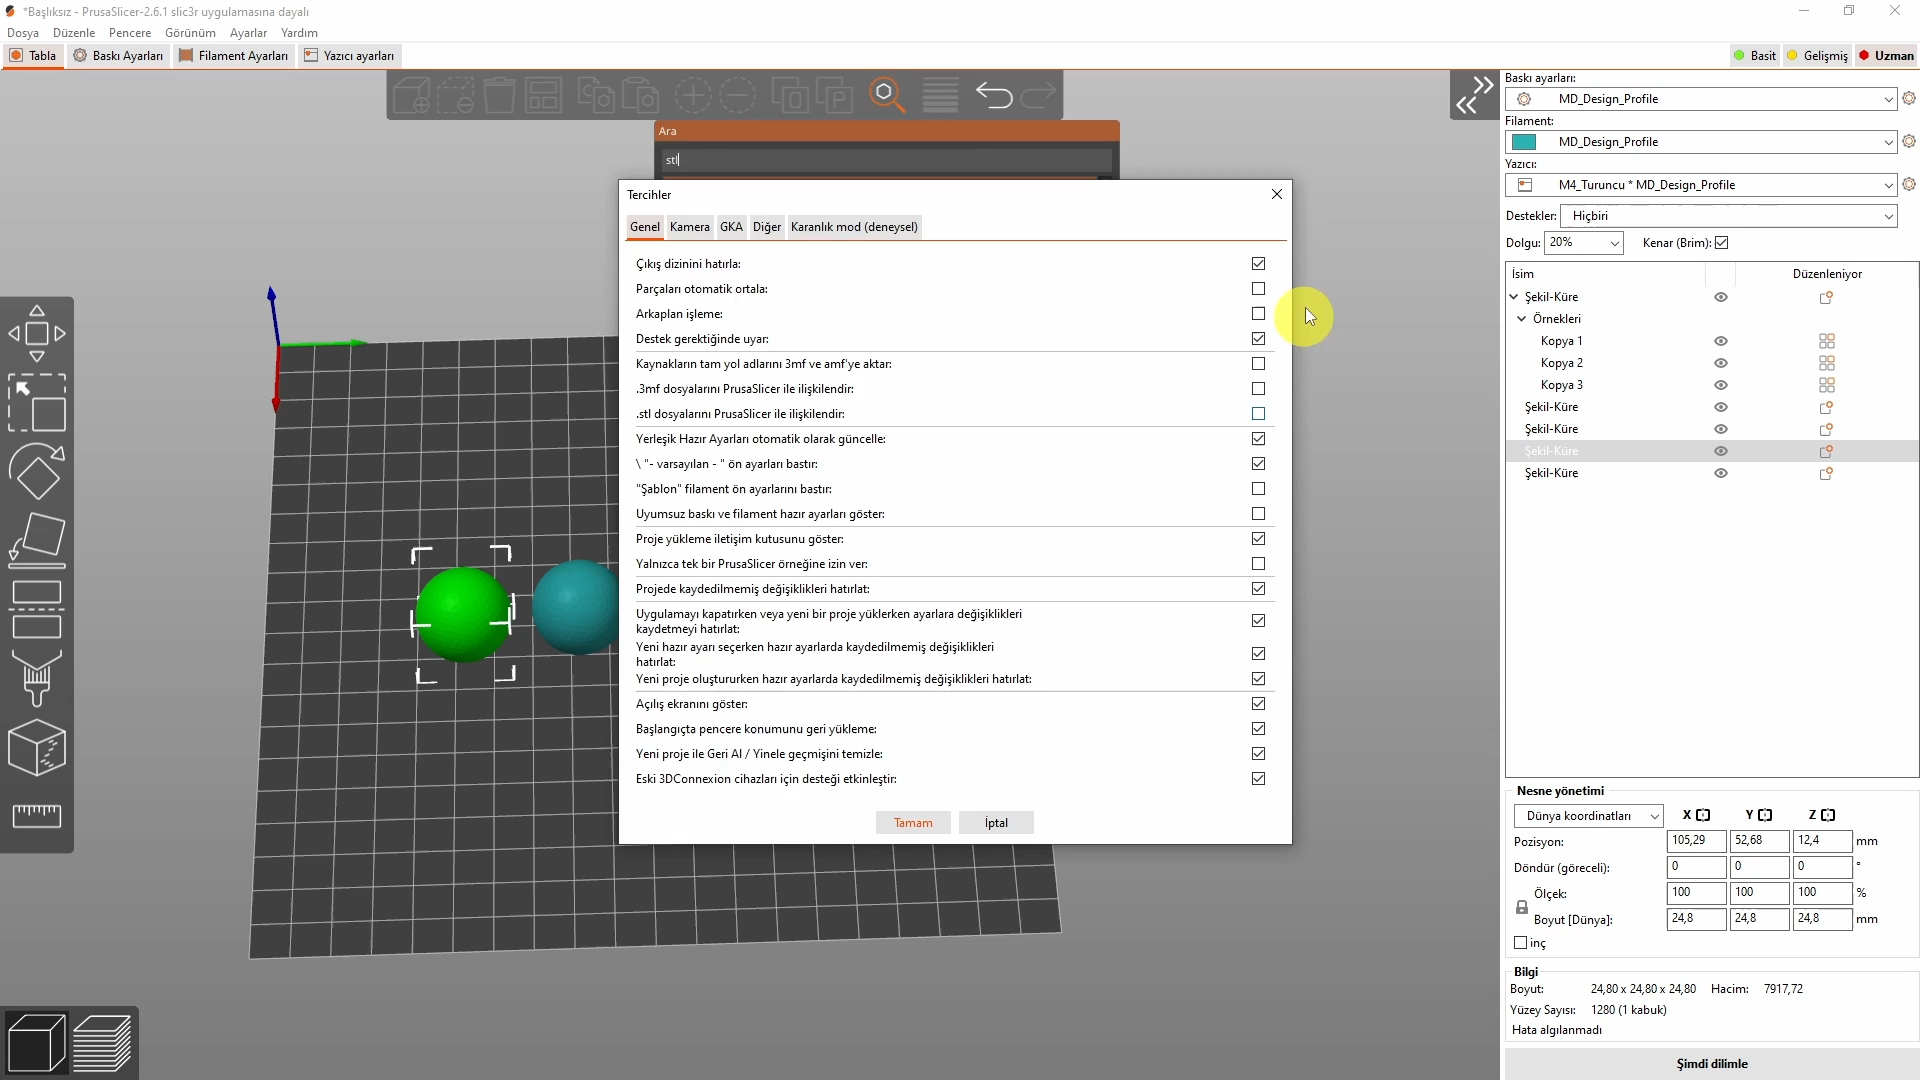 *Başlıksız - PrusaSlicer-2.6.1 slic3r uygulamasına dayalı
Dosya Düzenle Pencere Görünüm Ayarlar Yardım
Tabla Baskı Ayarları Filament Ayarları Yazıcı ayarları
Basit Gelişmiş Uzman
Ara
stl
Tercihler
Genel Kamera GKA Diğer Karanlık mod (deneysel)
Çıkış dizinini hatırla:
Parçaları otomatik ortala:
Arkaplan işleme:
Destek gerektiğinde uyar:
Kaynakların tam yol adlarını 3mf ve amf'ye aktar:
.3mf dosyalarını PrusaSlicer ile ilişkilendir:
.stl dosyalarını PrusaSlicer ile ilişkilendir:
Yerleşik Hazır Ayarları otomatik olarak güncelle:
\ "- varsayılan - " ön ayarları bastır:
"Şablon" filament ön ayarlarını bastır:
Uyumsuz baskı ve filament hazır ayarları göster:
Proje yükleme iletişim kutusunu göster:
Yalnızca tek bir PrusaSlicer örneğine izin ver:
Projede kaydedilmemiş değişiklikleri hatırlat:
Uygulamayı kapatırken veya yeni bir proje yüklerken ayarlara değişiklikleri
kaydetmeyi hatırlat:
Yeni hazır ayarı seçerken hazır ayarlarda kaydedilmemiş değişiklikleri
hatırlat:
Yeni proje oluştururken hazır ayarlarda kaydedilmemiş değişiklikleri hatırlat:
Açılış ekranını göster:
Başlangıçta pencere konumunu geri yükleme:
Yeni proje ile Geri Al / Yinele geçmişini temizle:
Eski 3DConnexion cihazları için desteği etkinleştir:
Tamam İptal
Baskı ayarları:
MD_Design_Profile
Filament:
MD_Design_Profile
Yazıcı:
M4_Turuncu * MD_Design_Profile
Destekler: Hiçbiri
Dolgu: 20% Kenar (Brim):
İsim Düzenleniyor
Şekil-Küre
Örnekleri
Kopya 1
Kopya 2
Kopya 3
Şekil-Küre
Şekil-Küre
Şekil-Küre
Şekil-Küre
Nesne yönetimi
Dünya koordinatları X Y Z
Pozisyon: 105,29 52,68 12,4 mm
Döndür (göreceli): 0 0 0 °
Ölçek: 100 100 100 %
Boyut [Dünya]: 24,8 24,8 24,8 mm
inç
Bilgi
Boyut: 24,80 x 24,80 x 24,80 Hacim: 7917,72
Yüzey Sayısı: 1280 (1 kabuk)
Hata algılanmadı
Şimdi dilimle